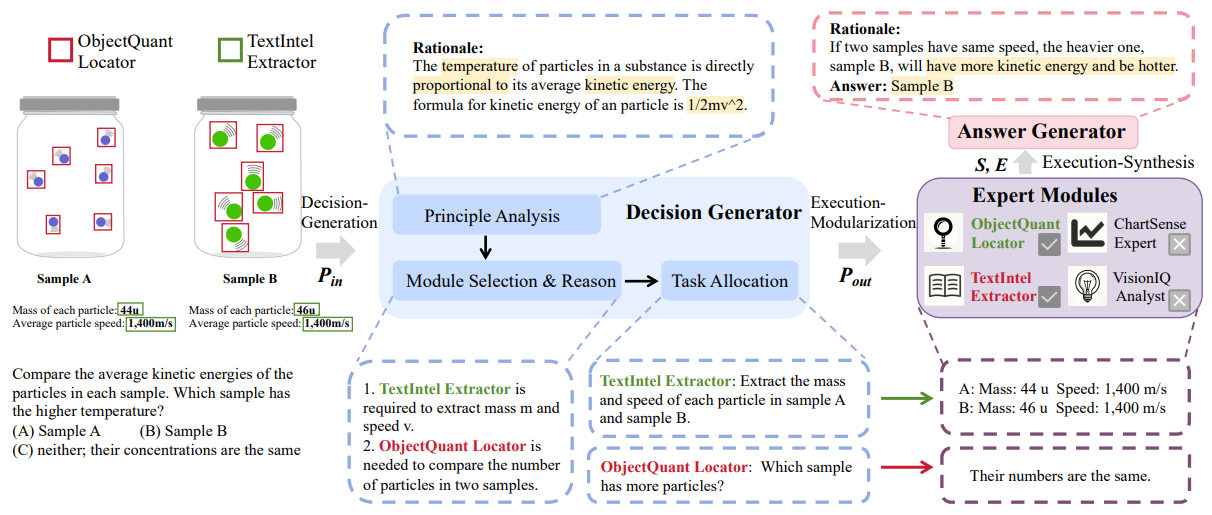 ObjectQuant
Locator
TextIntel
Extractor
Sample A
Sample B
Mass of each particle: 44u
Average particle speed: 1,400m/s
Mass of each particle: 46u
Average particle speed: 1,400m/s
Compare the average kinetic energies of the
particles in each sample. Which sample has
the higher temperature?
(A) Sample A (B) Sample B
(C) neither; their concentrations are the same
Decision-
Generation
P_in
Rationale:
The temperature of particles in a substance is directly
proportional to its average kinetic energy. The
formula for kinetic energy of an particle is 1/2mv^2.
Principle Analysis
Decision Generator
Module Selection & Reason
Task Allocation
1. TextIntel Extractor is
required to extract mass m and
speed v.
2. ObjectQuant Locator is
needed to compare the number
of particles in two samples.
TextIntel Extractor: Extract the mass
and speed of each particle in sample A
and sample B.
ObjectQuant Locator: Which sample
has more particles?
Execution-
Modularization
P_out
Rationale:
If two samples have same speed, the heavier one,
sample B, will have more kinetic energy and be hotter.
Answer: Sample B
Answer Generator
S, E
Execution-Synthesis
Expert Modules
ObjectQuant
Locator
ChartSense
Expert
TextIntel
Extractor
VisionIQ
Analyst
A: Mass: 44 u Speed: 1,400 m/s
B: Mass: 46 u Speed: 1,400 m/s
Their numbers are the same.